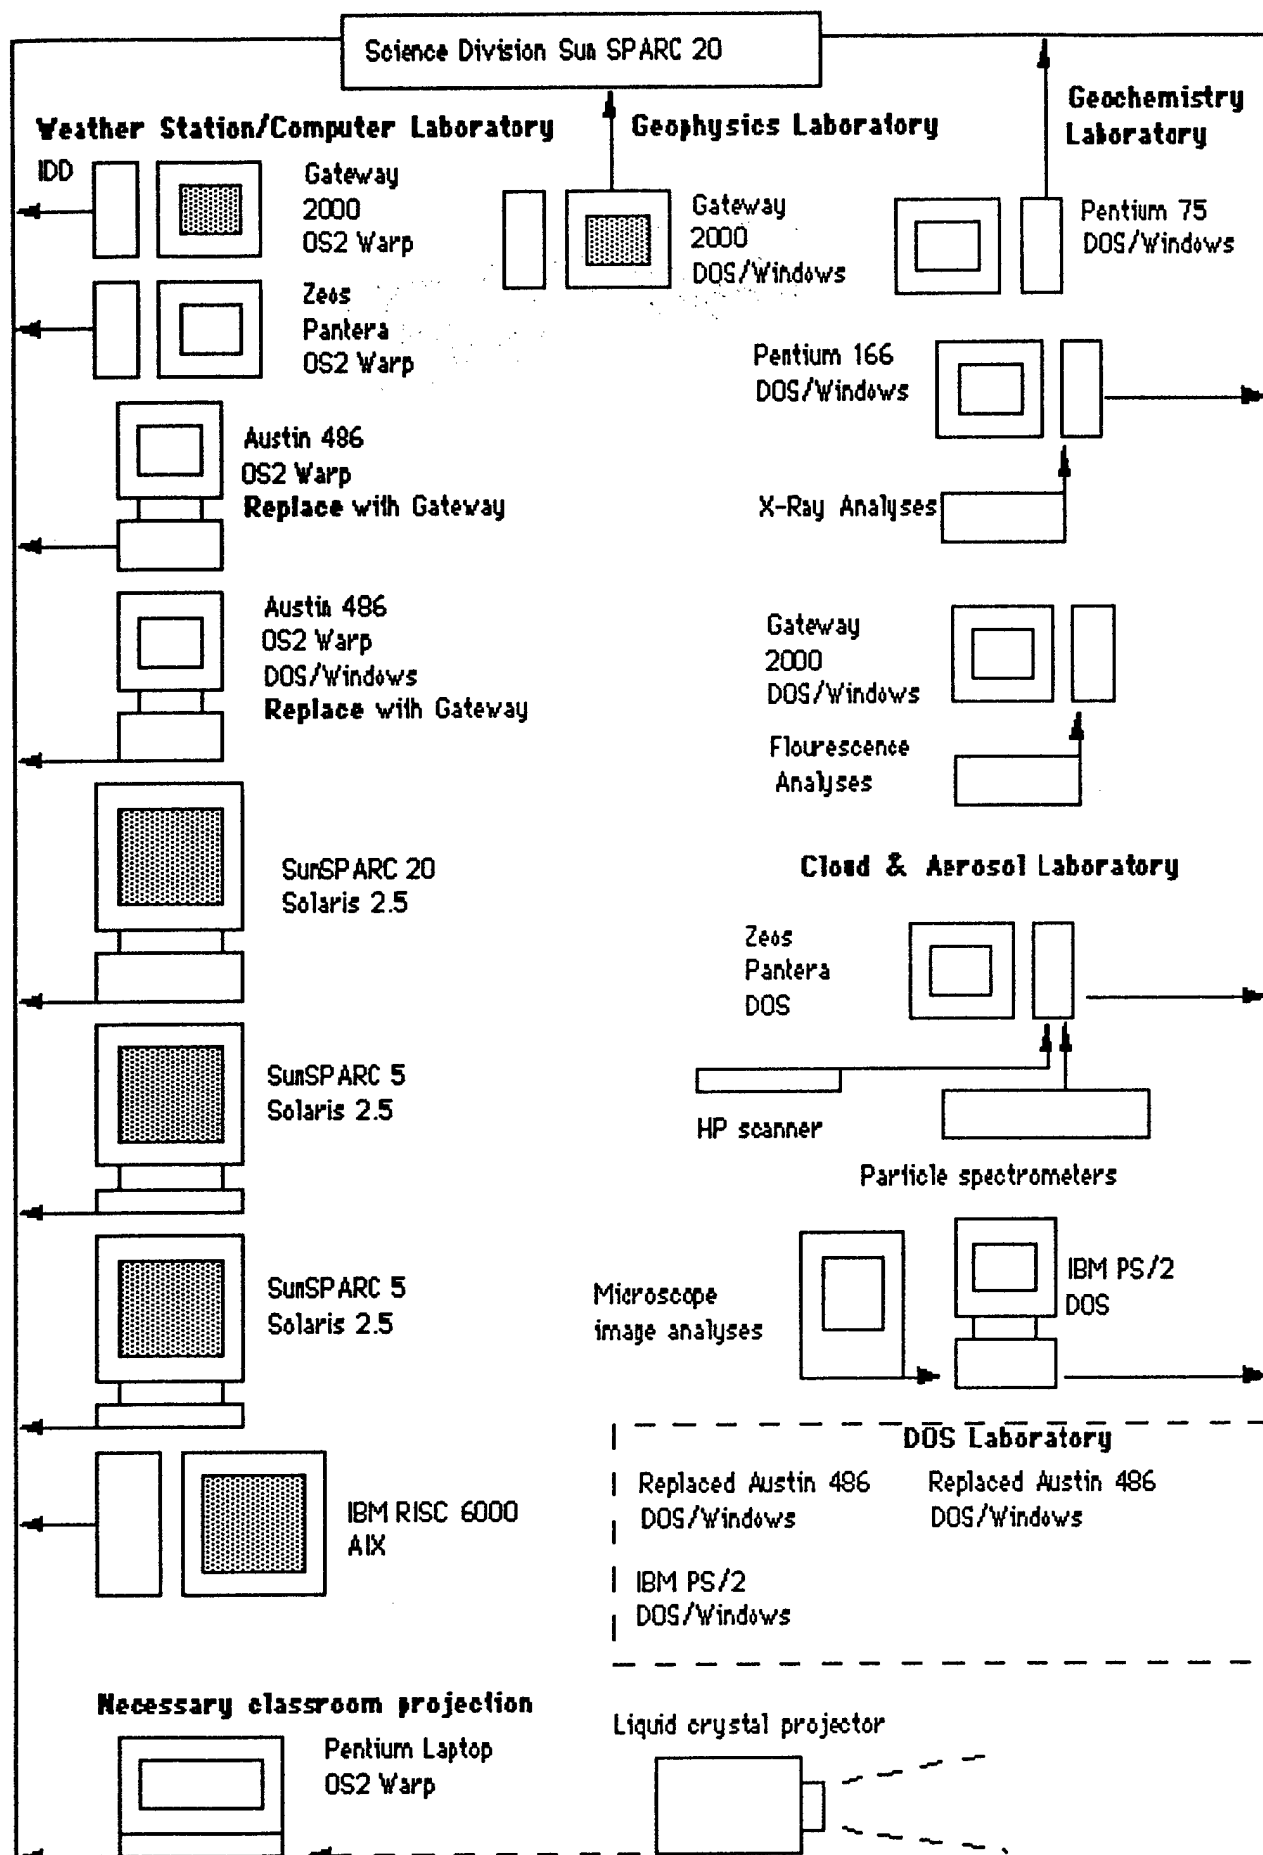 Science Division Sun SPARC 20
Weather Station/Computer Laboratory
IDD
Gateway
2000
OS2 Warp
Zeos
Pantera
OS2 Warp
Austin 486
OS2 Warp
Replace with Gateway
Austin 486
OS2 Warp
DOS/Windows
Replace with Gateway
SunSPARC 20
Solaris 2.5
SunSPARC 5
Solaris 2.5
SunSPARC 5
Solaris 2.5
IBM RISC 6000
AIX
Geophysics Laboratory
Gateway
2000
DOS/Windows
Geochemistry
Laboratory
Pentium 75
DOS/Windows
Pentium 166
DOS/Windows
X-Ray Analyses
Gateway
2000
DOS/Windows
Flourescence
Analyses
Cloud & Aerosol Laboratory
Zeos
Pantera
DOS
HP scanner
Particle spectrometers
Microscope
image analyses
IBM PS/2
DOS
DOS Laboratory
Replaced Austin 486
DOS/Windows
Replaced Austin 486
DOS/Windows
IBM PS/2
DOS/Windows
Necessary classroom projection
Pentium Laptop
OS2 Warp
Liquid crystal projector